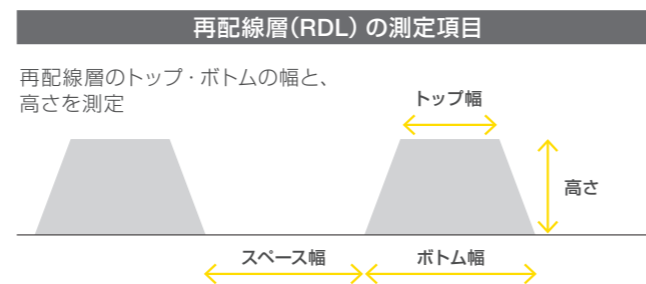 再配線層(RDL)の測定項目
再配線層のトップ・ボトムの幅と、
高さを測定
トップ幅
高さ
スペース幅
ボトム幅